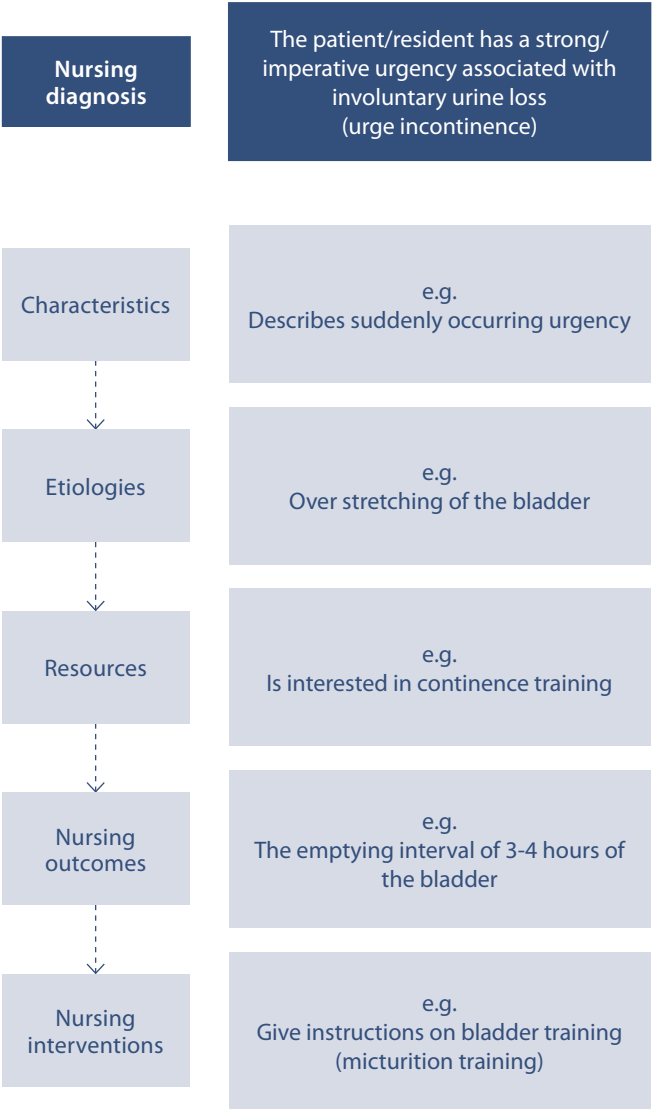 Nursing
diagnosis
The patient/resident has a strong/
imperative urgency associated with
involuntary urine loss
(urge incontinence)
Characteristics
e.g.
Describes suddenly occurring urgency
Etiologies
e.g.
Over stretching of the bladder
Resources
e.g.
Is interested in continence training
Nursing
outcomes
e.g.
The emptying interval of 3-4 hours of
the bladder
Nursing
interventions
e.g.
Give instructions on bladder training
(micturition training)